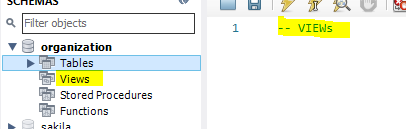 SCHEMAS
Filter objects
organization
Tables
Views
Stored Procedures
Functions
sakila
1 -- VIEWs